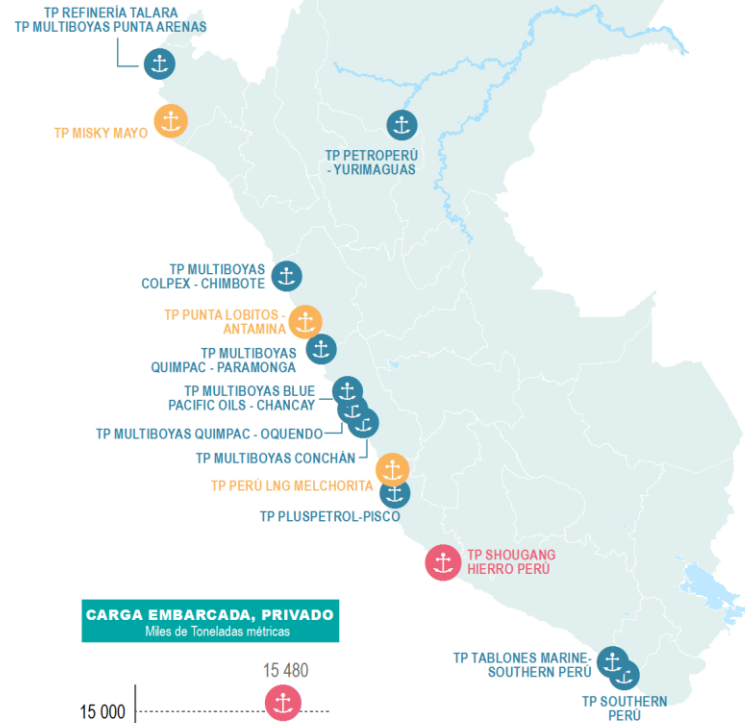 TP REFINERÍA TALARA
TP MULTIBOYAS PUNTA ARENAS
TP MISKY MAYO
TP PETROPERÚ
- YURIMAGUAS
TP MULTIBOYAS
COLPEX - CHIMBOTE
TP PUNTA LOBITOS -
ANTAMINA
TP MULTIBOYAS
QUIMPAC - PARAMONGA
TP MULTIBOYAS BLUE
PACIFIC OILS - CHANCAY
TP MULTIBOYAS QUIMPAC - OQUENDO
TP MULTIBOYAS CONCHÁN
TP PERÚ LNG MELCHORITA
TP PLUSPETROL-PISCO
TP SHOUGANG
HIERRO PERÚ
CARGA EMBARCADA, PRIVADO
Miles de Toneladas métricas
15 480
15 000
TP TABLONES MARINE-
SOUTHERN PERÚ
TP SOUTHERN
PERÚ